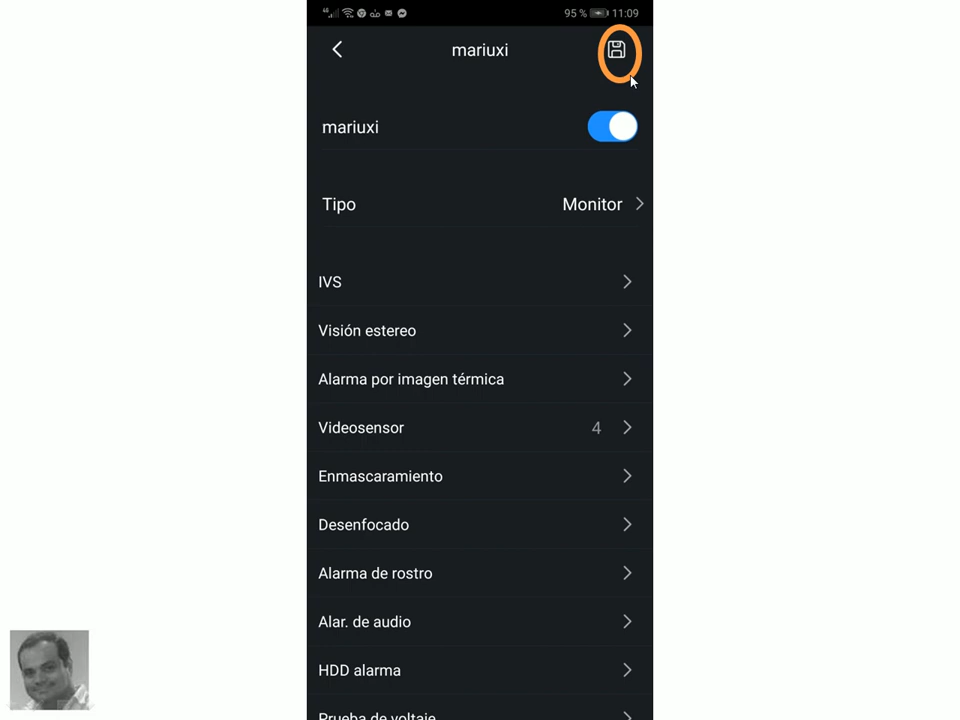 4G 95 % 11:09
mariuxi
mariuxi
Tipo Monitor
IVS
Visión estereo
Alarma por imagen térmica
Videosensor 4
Enmascaramiento
Desenfocado
Alarma de rostro
Alar. de audio
HDD alarma
Prueba de voltaje